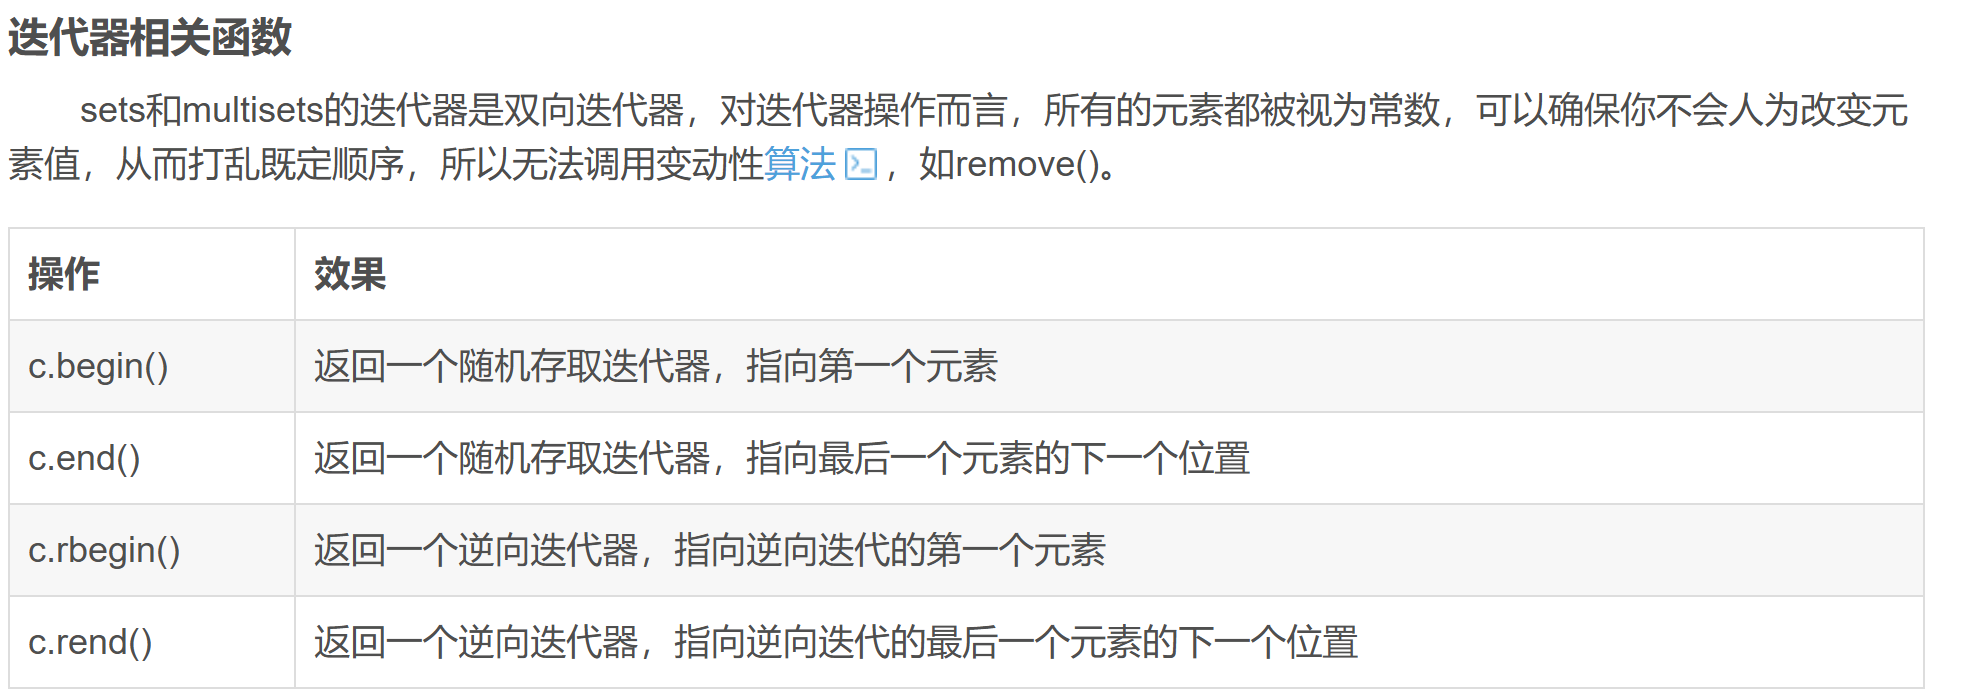 迭代器相关函数
sets和multisets的迭代器是双向迭代器，对迭代器操作而言，所有的元素都被视为常数，可以确保你不会人为改变元
素值，从而打乱既定顺序，所以无法调用变动性算法，如remove()。
操作 效果
c.begin() 返回一个随机存取迭代器，指向第一个元素
c.end() 返回一个随机存取迭代器，指向最后一个元素的下一个位置
c.rbegin() 返回一个逆向迭代器，指向逆向迭代的第一个元素
c.rend() 返回一个逆向迭代器，指向逆向迭代的最后一个元素的下一个位置